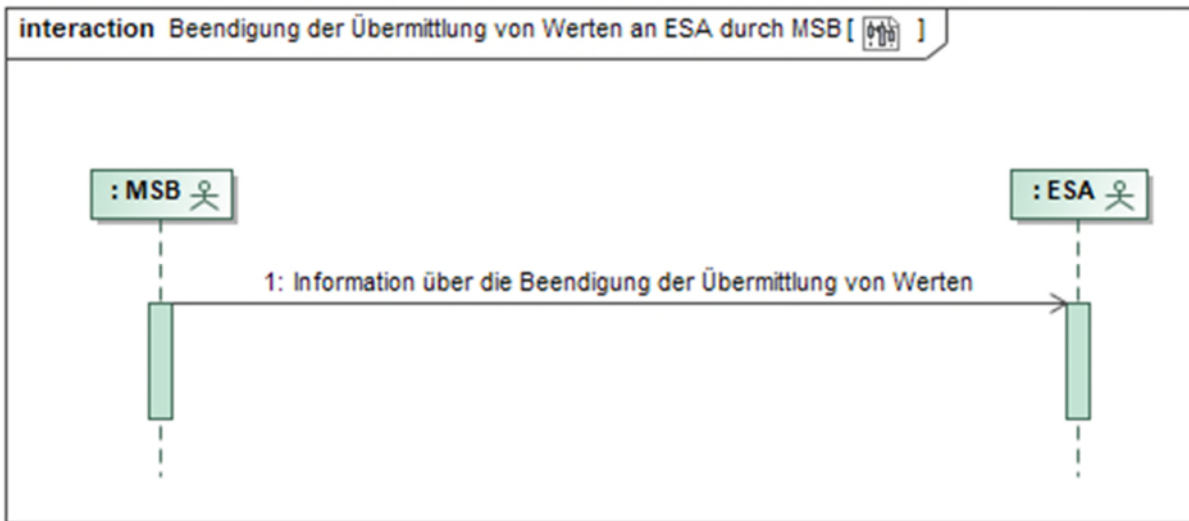 interaction Beendigung der Übermittlung von Werten an ESA durch MSB [ ]
: MSB
: ESA
1: Information über die Beendigung der Übermittlung von Werten